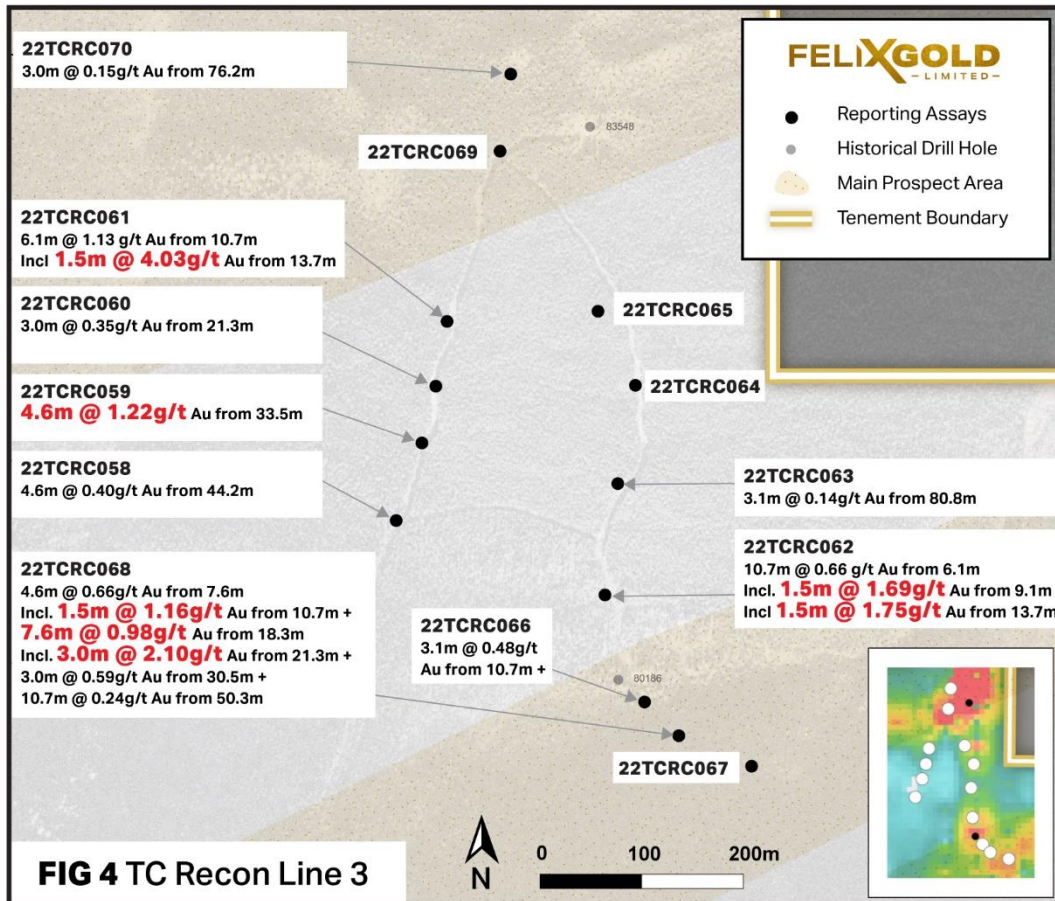 22TCRC070
3.0m @ 0.15g/t Au from 76.2m
FELIXGOLD
LIMITED
Reporting Assays
Historical Drill Hole
Main Prospect Area
Tenement Boundary
83548
22TCRC069
22TCRC061
6.1m @ 1.13 g/t Au from 10.7m
Incl 1.5m @ 4.03g/t Au from 13.7m
22TCRC060
3.0m @ 0.35g/t Au from 21.3m
22TCRC065
22TCRC064
22TCRC059
4.6m @ 1.22g/t Au from 33.5m
22TCRC058
4.6m @ 0.40g/t Au from 44.2m
22TCRC063
3.1m @ 0.14g/t Au from 80.8m
22TCRC062
10.7m @ 0.66 g/t Au from 6.1m
Incl. 1.5m @ 1.69g/t Au from 9.1m
Incl 1.5m @ 1.75g/t Au from 13.7m
22TCRC068
4.6m @ 0.66g/t Au from 7.6m
Incl. 1.5m @ 1.16g/t Au from 10.7m +
7.6m @ 0.98g/t Au from 18.3m
Incl. 3.0m @ 2.10g/t Au from 21.3m +
3.0m @ 0.59g/t Au from 30.5m +
10.7m @ 0.24g/t Au from 50.3m
22TCRC066
3.1m @ 0.48g/t
Au from 10.7m +
80186
22TCRC067
FIG 4 TC Recon Line 3
N
0 200m